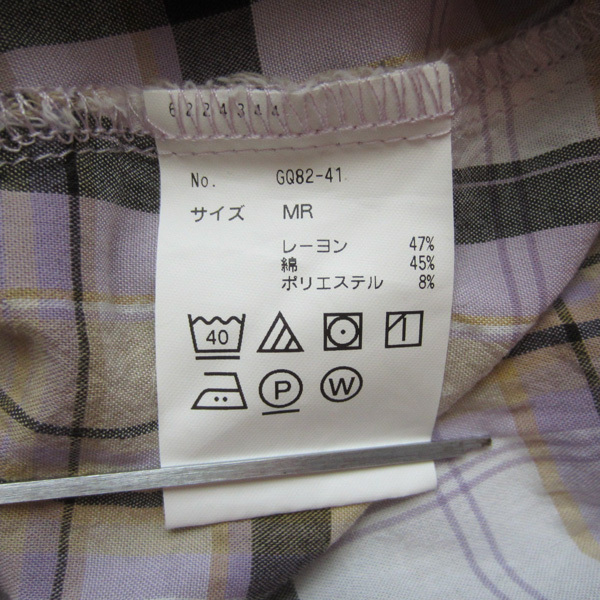 6224344
No. GQ82-41
サイズ MR
レーヨン 47%
綿 45%
ポリエステル 8%
40
P W